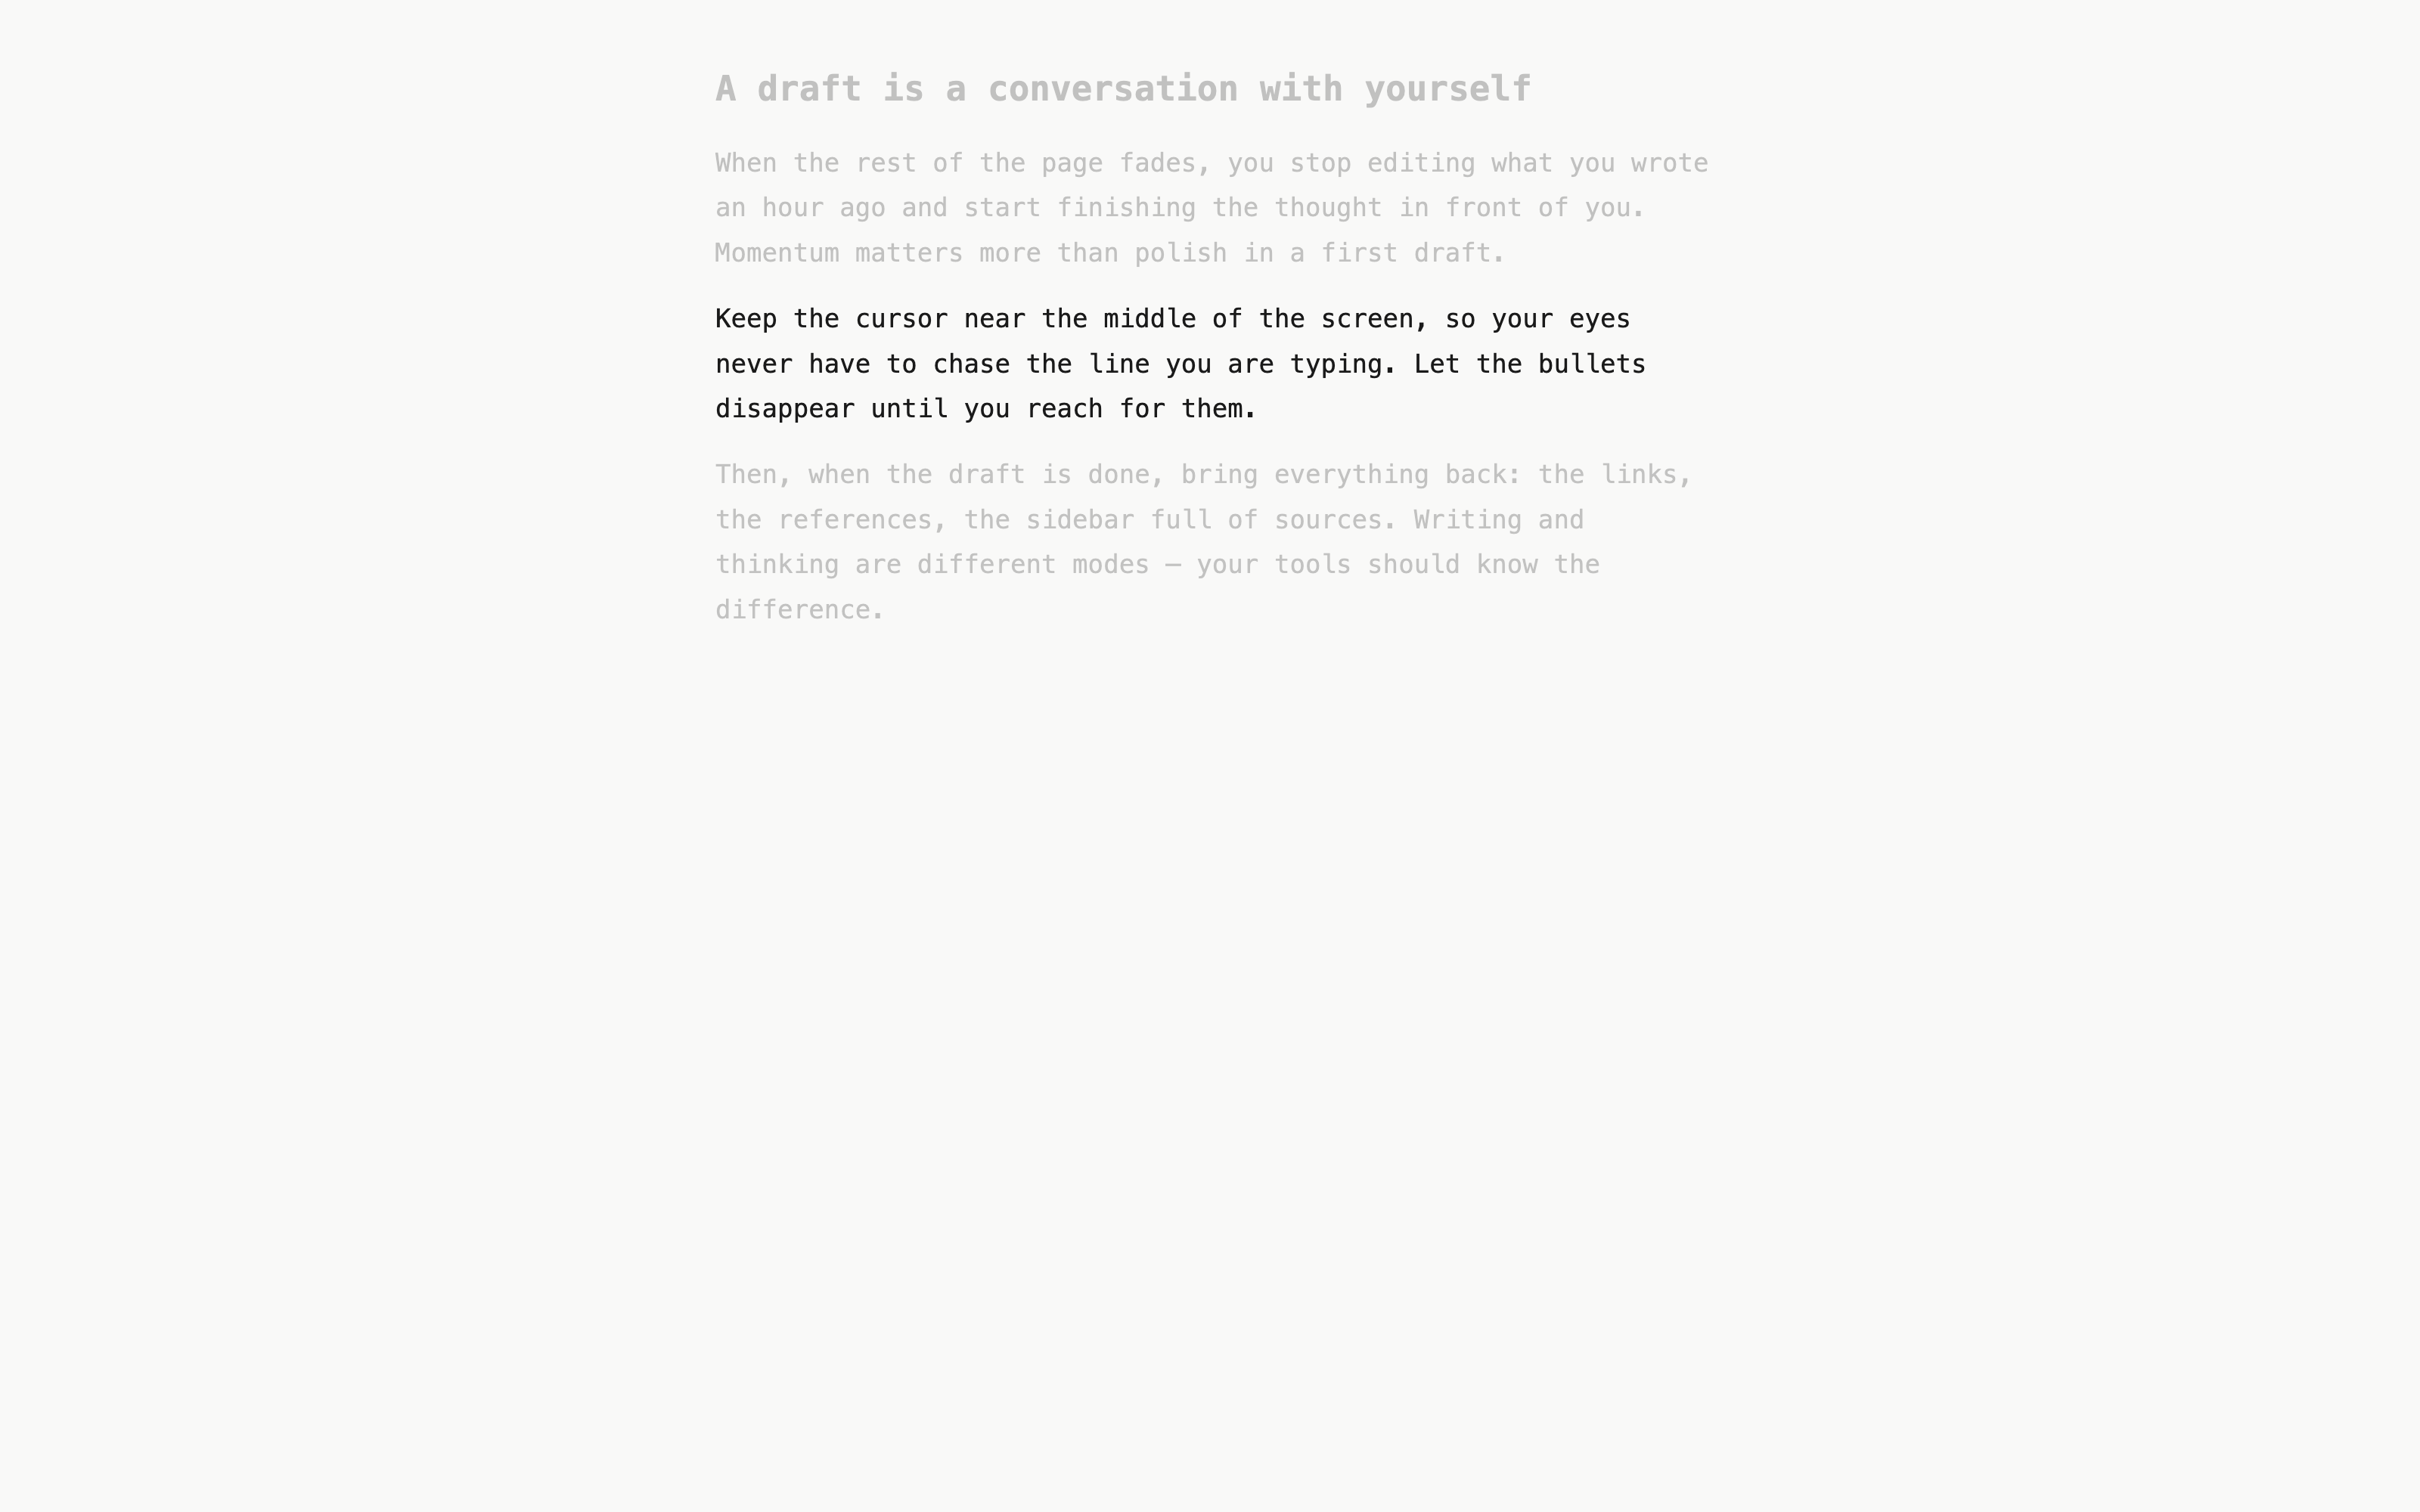 A draft is a conversation with yourself
When the rest of the page fades, you stop editing what you wrote
an hour ago and start finishing the thought in front of you.
Momentum matters more than polish in a first draft.
Keep the cursor near the middle of the screen, so your eyes
never have to chase the line you are typing. Let the bullets
disappear until you reach for them.
Then, when the draft is done, bring everything back: the links,
the references, the sidebar full of sources. Writing and
thinking are different modes — your tools should know the
difference.